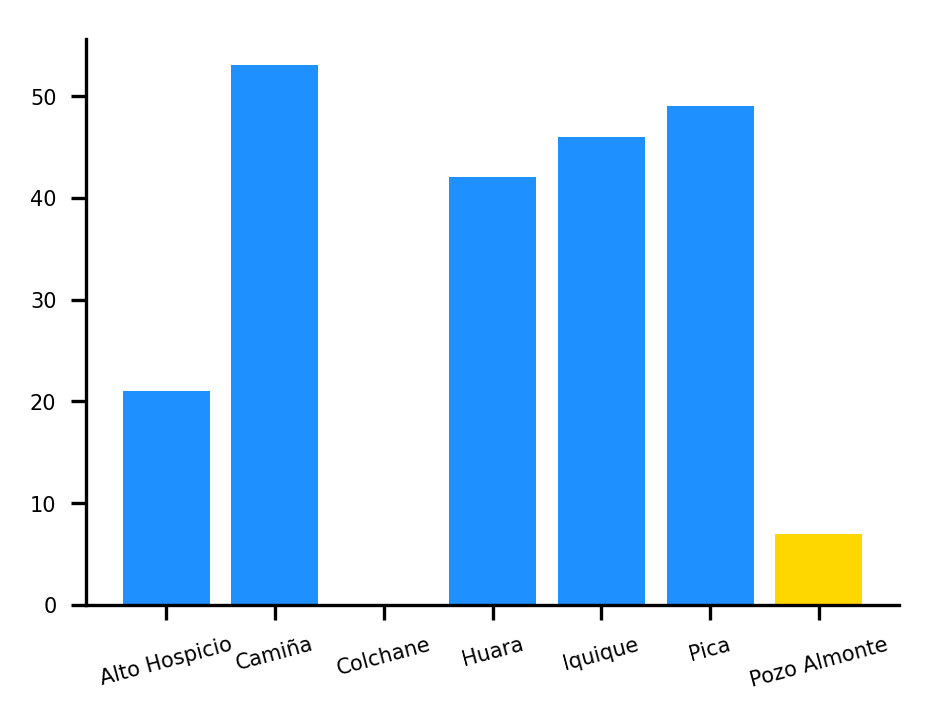 50
40
30
20
10
0
Alto Hospicio
Camiña
Colchane
Huara
Iquique
Pica
Pozo Almonte